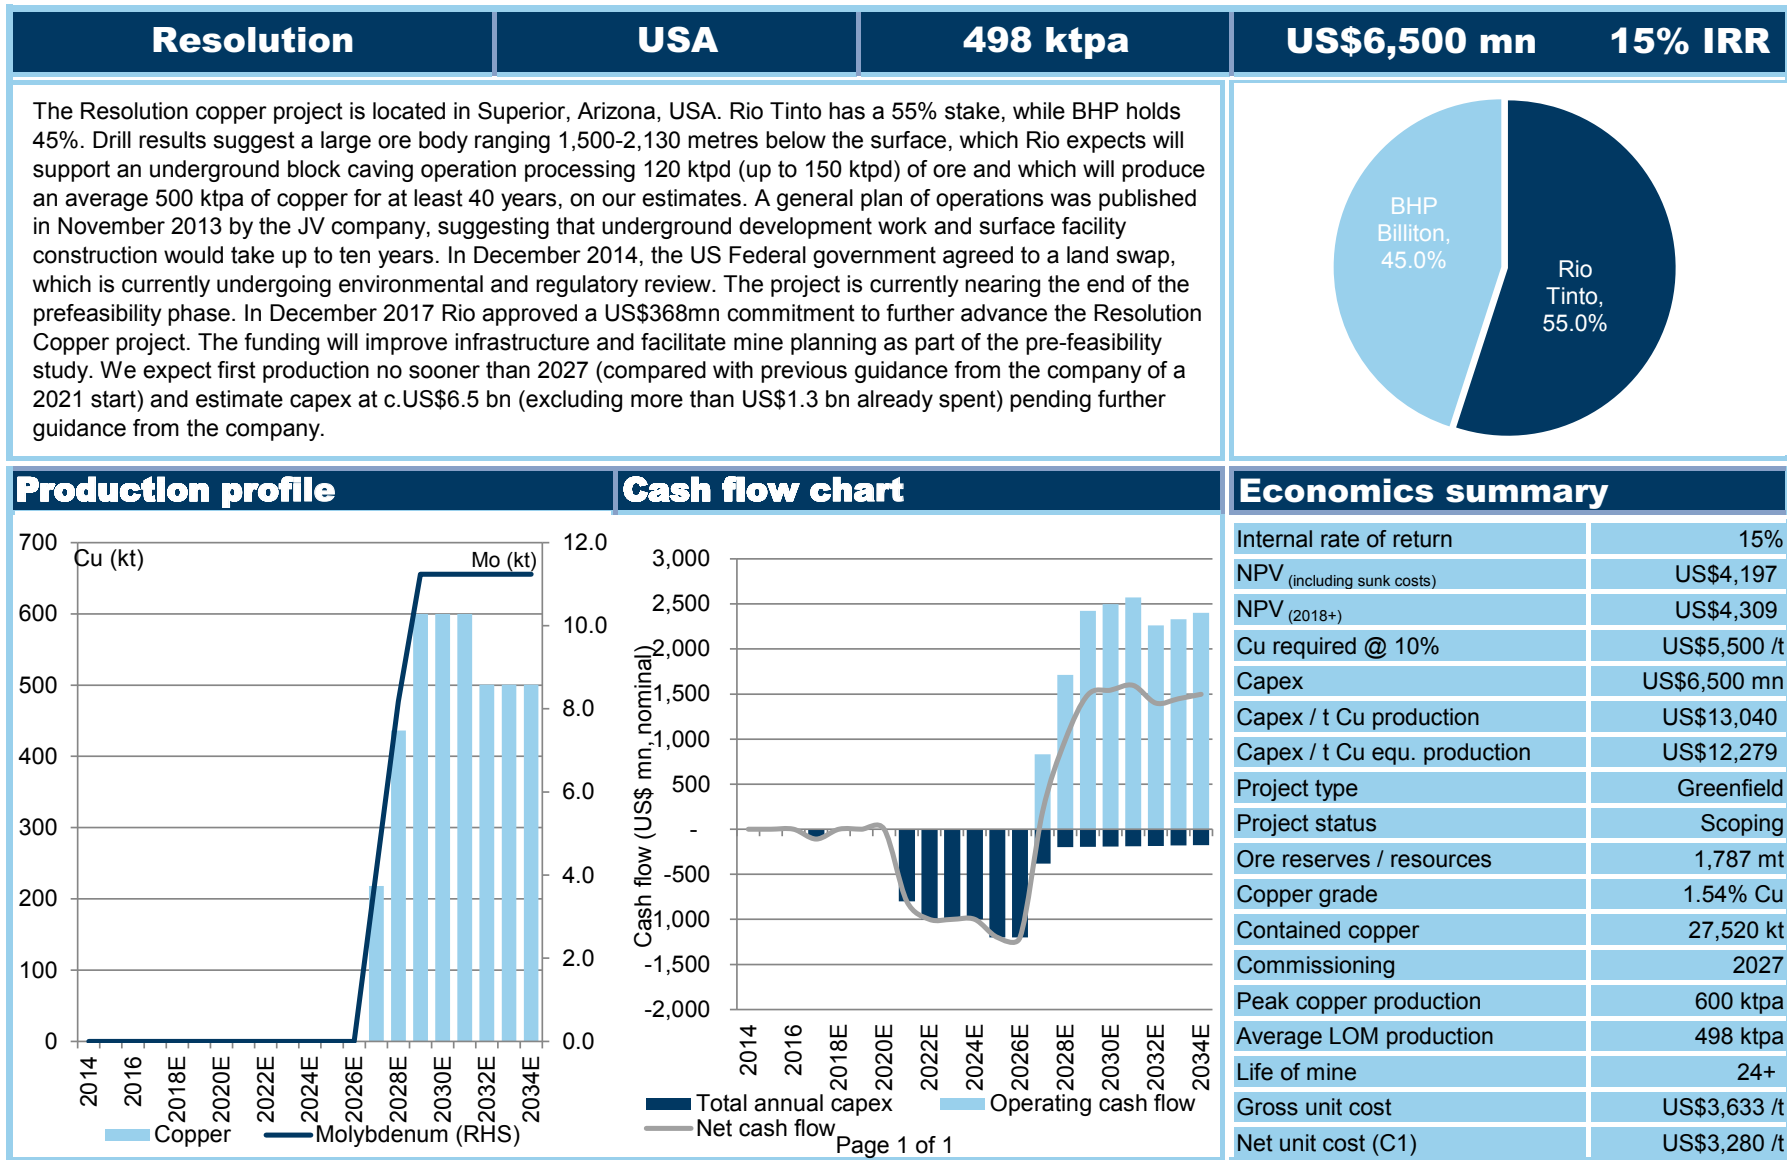 Resolution
USA
498 ktpa
US$6,500 mn
15% IRR
The Resolution copper project is located in Superior, Arizona, USA. Rio Tinto has a 55% stake, while BHP holds
45%. Drill results suggest a large ore body ranging 1,500-2,130 metres below the surface, which Rio expects will
support an underground block caving operation processing 120 ktpd (up to 150 ktpd) of ore and which will produce
an average 500 ktpa of copper for at least 40 years, on our estimates. A general plan of operations was published
in November 2013 by the JV company, suggesting that underground development work and surface facility
construction would take up to ten years. In December 2014, the US Federal government agreed to a land swap,
which is currently undergoing environmental and regulatory review. The project is currently nearing the end of the
prefeasibility phase. In December 2017 Rio approved a US$368mn commitment to further advance the Resolution
Copper project. The funding will improve infrastructure and facilitate mine planning as part of the pre-feasibility
study. We expect first production no sooner than 2027 (compared with previous guidance from the company of a
2021 start) and estimate capex at c.US$6.5 bn (excluding more than US$1.3 bn already spent) pending further
guidance from the company.
BHP
Billiton,
45.0%
Rio
Tinto,
55.0%
Production profile
700
600
500
400
300
200
100
0
Cu (kt)
Mo (kt)
12.0
10.0
8.0
6.0
4.0
2.0
0.0
2014
2016
2018E
2020E
2022E
2024E
2026E
2028E
2030E
2032E
2034E
Copper
Molybdenum (RHS)
Cash flow chart
Cash flow (US$ mn, nominal)
3,000
2,500
2,000
1,500
1,000
500
-
-500
-1,000
-1,500
-2,000
2014
2016
2018E
2020E
2022E
2024E
2026E
2028E
2030E
2032E
2034E
Total annual capex
Operating cash flow
Net cash flow
Page 1 of 1
Economics summary
Internal rate of return 15%
NPV (including sunk costs) US$4,197
NPV (2018+) US$4,309
Cu required @ 10% US$5,500 /t
Capex US$6,500 mn
Capex / t Cu production US$13,040
Capex / t Cu equ. production US$12,279
Project type Greenfield
Project status Scoping
Ore reserves / resources 1,787 mt
Copper grade 1.54% Cu
Contained copper 27,520 kt
Commissioning 2027
Peak copper production 600 ktpa
Average LOM production 498 ktpa
Life of mine 24+
Gross unit cost US$3,633 /t
Net unit cost (C1) US$3,280 /t